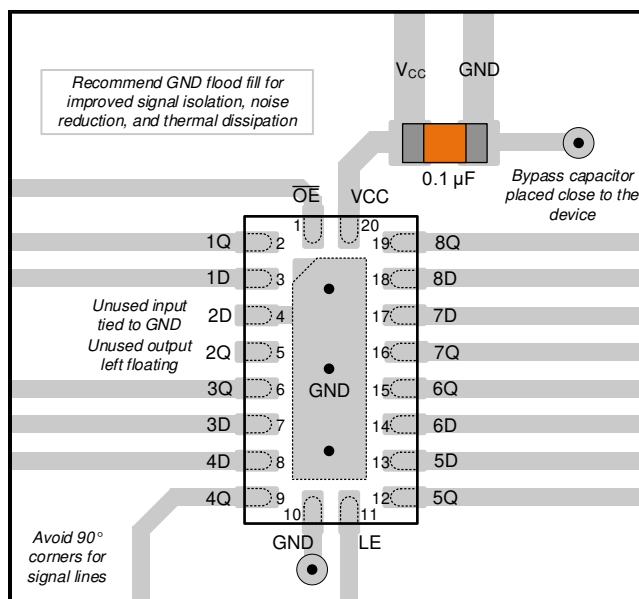 Recommend GND flood fill for
improved signal isolation, noise
reduction, and thermal dissipation
V_CC GND
0.1 µF
Bypass capacitor
placed close to the
device
O̅E̅ VCC
1 20
1Q 2 19 8Q
1D 3 18 8D
Unused input
tied to GND
2D 4 17 7D
Unused output
left floating
2Q 5 16 7Q
3Q 6 GND 15 6Q
3D 7 14 6D
4D 8 13 5D
4Q 9 12 5Q
10 11
GND LE
Avoid 90°
corners for
signal lines